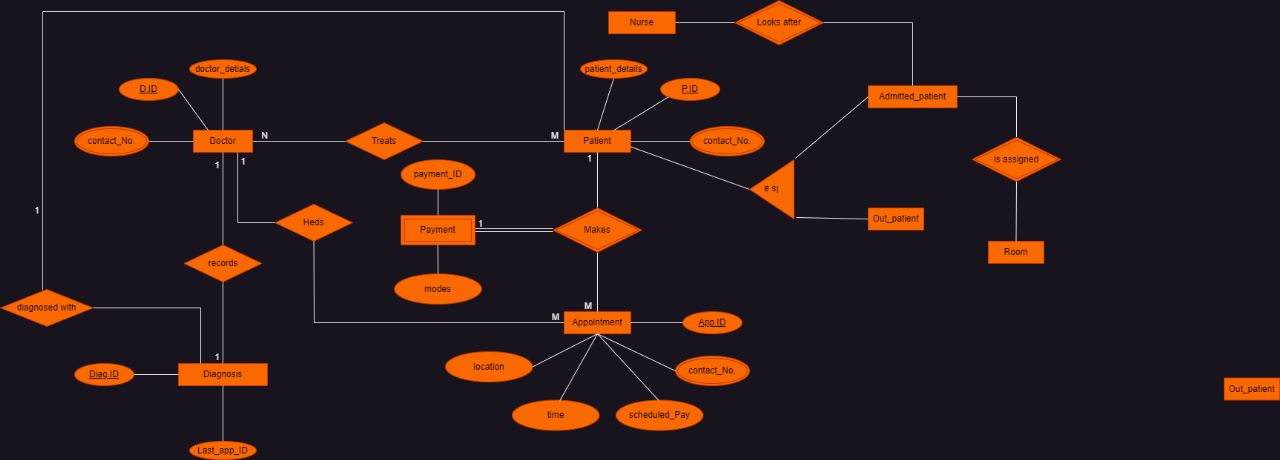 Nurse
Looks after
doctor_detials
patient_details
D.ID
P.ID
Admitted_patient
contact_No.
Doctor
N
Treats
M
Patient
contact_No.
1
1
1
is assigned
payment_ID
is a
1
Heds
Payment
1
Makes
Out_patient
Room
records
modes
diagnosed with
M
M
Appointment
App.ID
1
location
contact_No.
Diag.ID
Diagnosis
Out_patient
time
scheduled_Pay
Last_app_ID